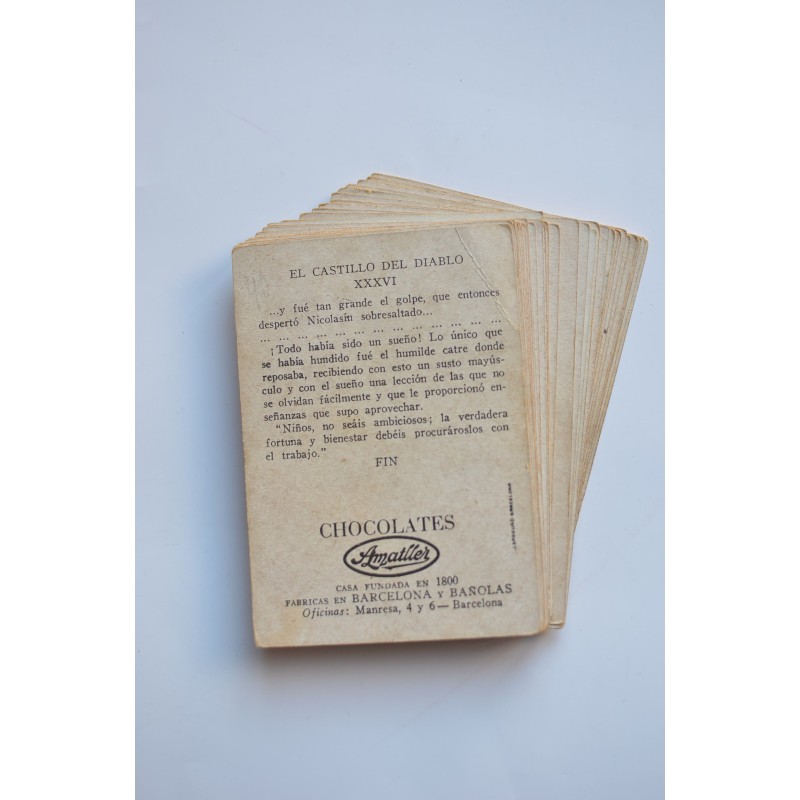 EL CASTILLO DEL DIABLO
XXXVI
...y fué tan grande el golpe, que entonces
despertó Nicolasín sobresaltado...
... ... ... ... ... ... ... ... ... ... ... ...
¡Todo había sido un sueño! Lo único que
se había hundido fué el humilde catre donde
reposaba, recibiendo con esto un susto mayús-
culo y con el sueño una lección de las que no
se olvidan fácilmente y que le proporcionó en-
señanzas que supo aprovechar.
"Niños, no seáis ambiciosos; la verdadera
fortuna y bienestar debéis procurároslos con
el trabajo."
FIN
CHOCOLATES
Amatller
CASA FUNDADA EN 1800
FABRICAS EN BARCELONA Y BAÑOLAS
Oficinas: Manresa, 4 y 6 — Barcelona